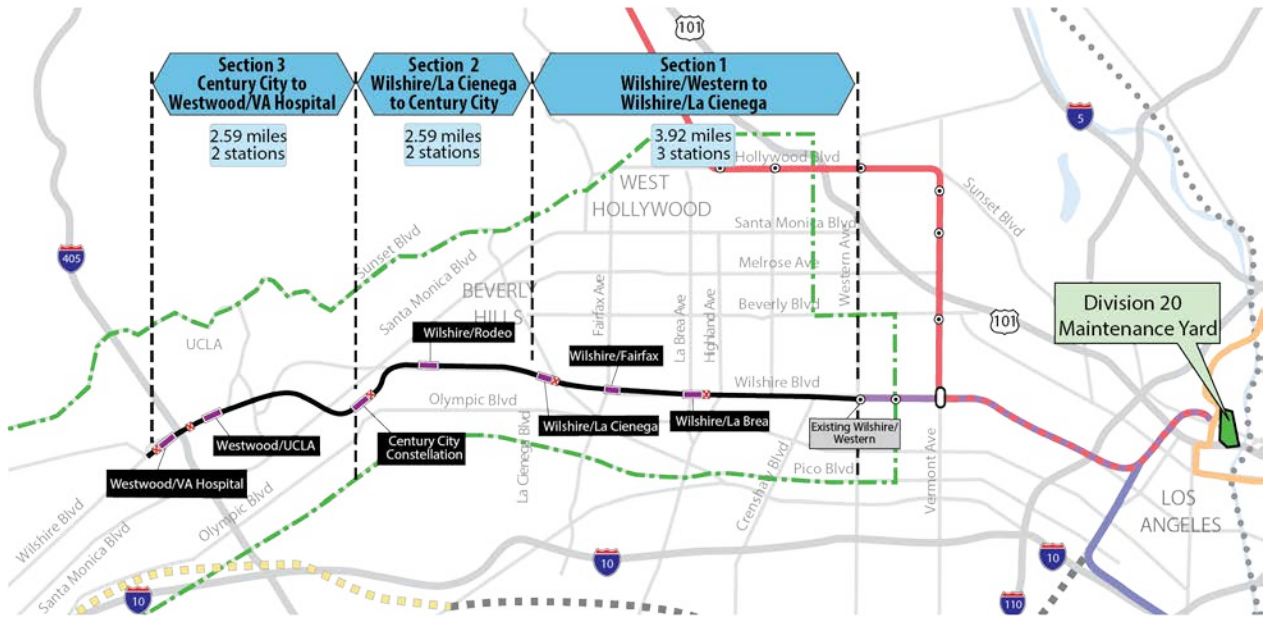 Section 3
Century City to
Westwood/VA Hospital
2.59 miles
2 stations
Section 2
Wilshire/La Cienega
to Century City
2.59 miles
2 stations
Section 1
Wilshire/Western to
Wilshire/La Cienega
3.92 miles
3 stations
101
5
405
Hollywood Blvd
WEST
HOLLYWOOD
Sunset Blvd
Santa Monica Blvd
Western Ave
Melrose Ave
Sunset Blvd
Santa Monica Blvd
BEVERLY
HILLS
Fairfax Ave
La Brea Ave
Highland Ave
Beverly Blvd
101
Division 20
Maintenance Yard
UCLA
Wilshire/Rodeo
Wilshire/Fairfax
Wilshire Blvd
Olympic Blvd
Westwood/UCLA
Century City
Constellation
La Cienega Blvd
Wilshire/La Cienega
Wilshire/La Brea
Existing Wilshire/
Western
Vermont Ave
Westwood/VA Hospital
Crenshaw Blvd
Pico Blvd
LOS
ANGELES
Wilshire Blvd
Santa Monica Blvd
Olympic Blvd
10
10
10
110